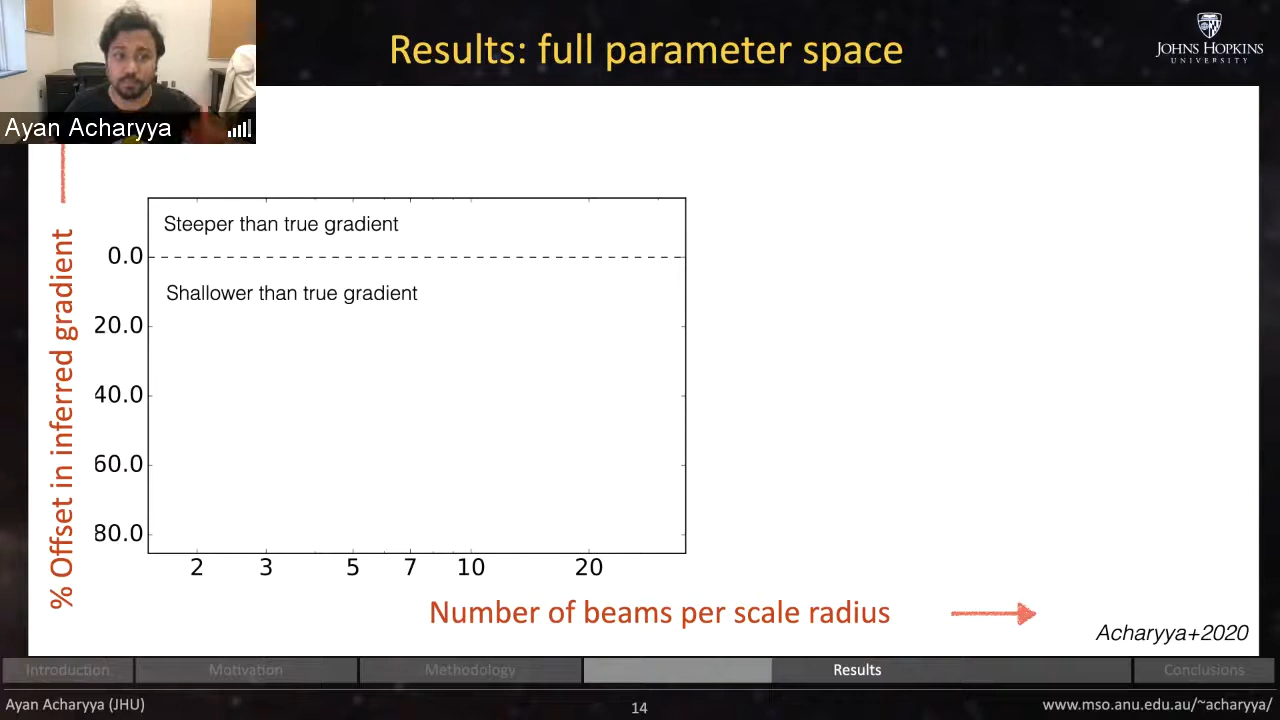 Results: full parameter space
JOHNS HOPKINS
UNIVERSITY
Ayan Acharyya
% Offset in inferred gradient
Steeper than true gradient
0.0
Shallower than true gradient
20.0
40.0
60.0
80.0
2 3 5 7 10 20
Number of beams per scale radius
Acharyya+2020
Introduction Motivation Methodology Results Conclusions
Ayan Acharyya (JHU) 14 www.mso.anu.edu.au/~acharyya/